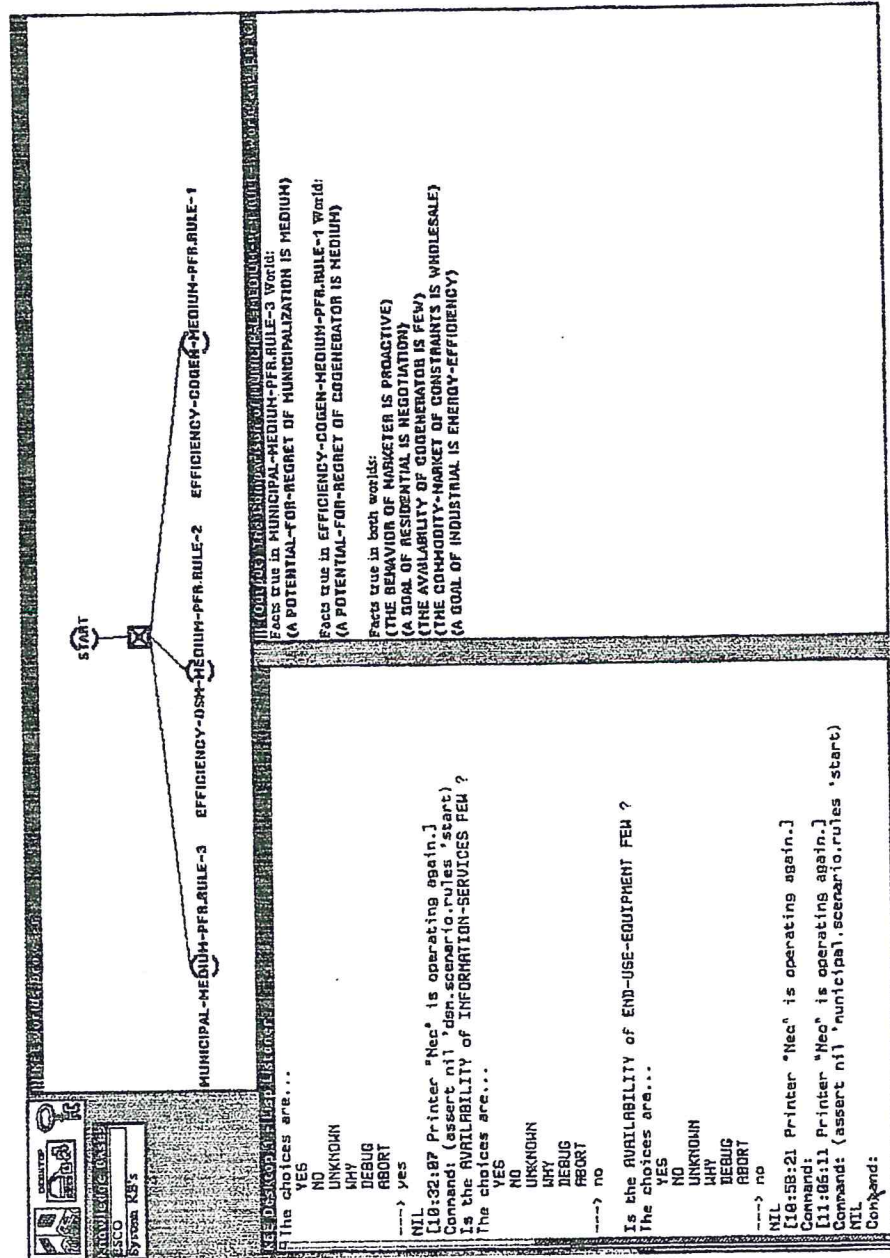 DESKTOP
KNOWLEDGE BASES
ESCO
System KB's
START
MUNICIPAL-MEDIUM-PFR.RULE-3 EFFICIENCY-DSM-MEDIUM-PFR.RULE-2 EFFICIENCY-COGEN-MEDIUM-PFR.RULE-1
The choices are...
YES
NO
UNKNOWN
WHY
DEBUG
ABORT
---> yes
NIL
[10:32:07 Printer "Nec" is operating again.]
Command: (assert nil 'dsm.scenario.rules 'start)
Is the AVAILABILITY of INFORMATION-SERVICES FEW ?
The choices are...
YES
NO
UNKNOWN
WHY
DEBUG
ABORT
---> no
Is the AVAILABILITY of END-USE-EQUIPMENT FEW ?
The choices are...
YES
NO
UNKNOWN
WHY
DEBUG
ABORT
---> no
NIL
[10:58:21 Printer "Nec" is operating again.]
Command:
[11:06:11 Printer "Nec" is operating again.]
Command: (assert nil 'municipal.scenario.rules 'start)
NIL
Command:
Facts true in MUNICIPAL-MEDIUM-PFR.RULE-3 World:
(A POTENTIAL-FOR-REGRET OF MUNICIPALIZATION IS MEDIUM)
Facts true in EFFICIENCY-COGEN-MEDIUM-PFR.RULE-1 World:
(A POTENTIAL-FOR-REGRET OF COGENERATOR IS MEDIUM)
Facts true in both worlds:
(THE BEHAVIOR OF MARKETER IS PROACTIVE)
(A GOAL OF RESIDENTIAL IS NEGOTIATION)
(THE AVAILABILITY OF COGENERATOR IS FEW)
(THE COMMODITY-MARKET OF CONSTRAINTS IS WHOLESALE)
(A GOAL OF INDUSTRIAL IS ENERGY-EFFICIENCY)